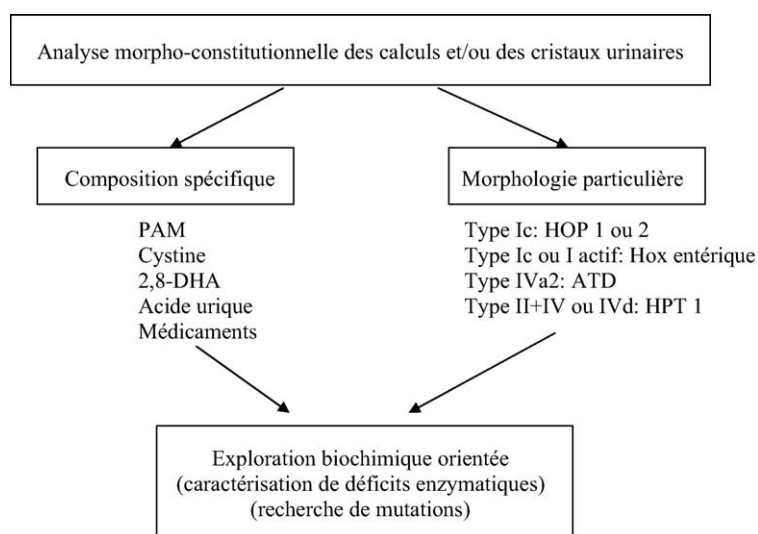 Analyse morpho-constitutionnelle des calculs et/ou des cristaux urinaires
Composition spécifique
PAM
Cystine
2,8-DHA
Acide urique
Médicaments
Morphologie particulière
Type Ic: HOP 1 ou 2
Type Ic ou I actif: Hox entérique
Type IVa2: ATD
Type II+IV ou IVd: HPT 1
Exploration biochimique orientée
(caractérisation de déficits enzymatiques)
(recherche de mutations)